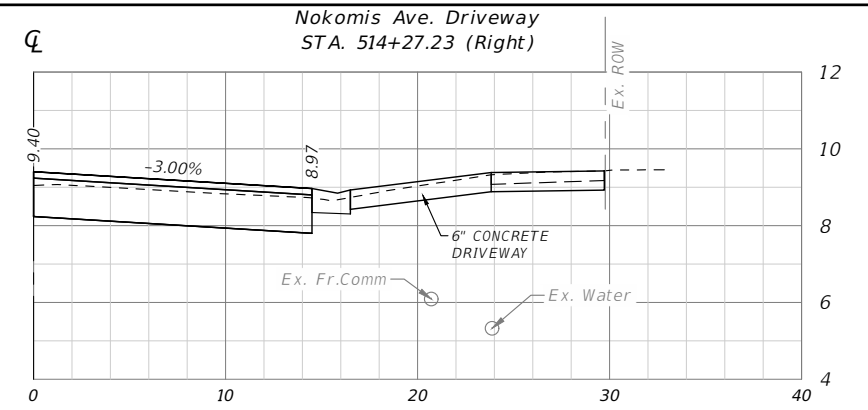 Nokomis Ave. Driveway
STA. 514+27.23 (Right)
℄
Ex. ROW
12
9.40
-3.00%
8.97
10
8
6" CONCRETE
DRIVEWAY
Ex. Fr.Comm
Ex. Water
6
4
0
10
20
30
40